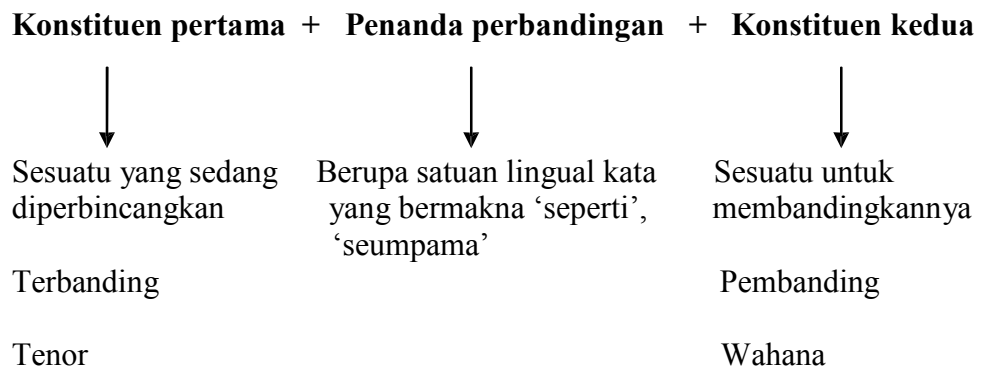 Konstituen pertama + Penanda perbandingan + Konstituen kedua
Sesuatu yang sedang Berupa satuan lingual kata Sesuatu untuk
diperbincangkan yang bermakna ‘seperti’, membandingkannya
‘seumpama’
Terbanding Pembanding
Tenor Wahana